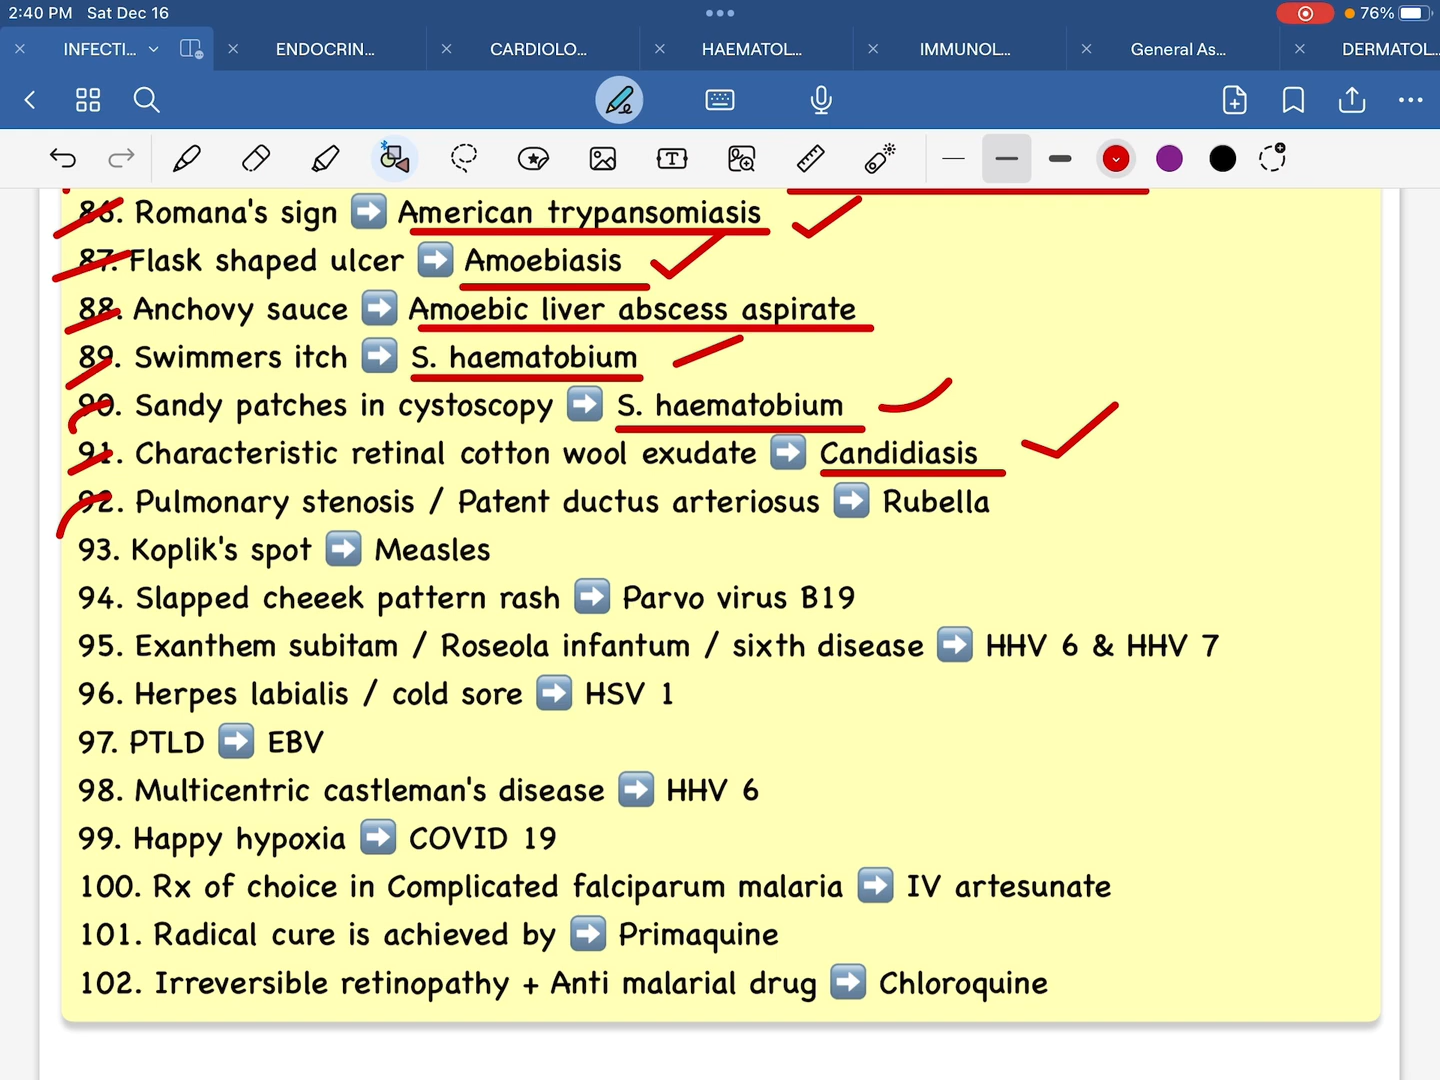 2:40 PM Sat Dec 16 76%
INFECTI... ENDOCRIN... CARDIOLO... HAEMATOL... IMMUNOL... General As... DERMATOL...
86. Romana's sign ➡ American trypansomiasis
87. Flask shaped ulcer ➡ Amoebiasis
88. Anchovy sauce ➡ Amoebic liver abscess aspirate
89. Swimmers itch ➡ S. haematobium
90. Sandy patches in cystoscopy ➡ S. haematobium
91. Characteristic retinal cotton wool exudate ➡ Candidiasis
92. Pulmonary stenosis / Patent ductus arteriosus ➡ Rubella
93. Koplik's spot ➡ Measles
94. Slapped cheeek pattern rash ➡ Parvo virus B19
95. Exanthem subitam / Roseola infantum / sixth disease ➡ HHV 6 & HHV 7
96. Herpes labialis / cold sore ➡ HSV 1
97. PTLD ➡ EBV
98. Multicentric castleman's disease ➡ HHV 6
99. Happy hypoxia ➡ COVID 19
100. Rx of choice in Complicated falciparum malaria ➡ IV artesunate
101. Radical cure is achieved by ➡ Primaquine
102. Irreversible retinopathy + Anti malarial drug ➡ Chloroquine